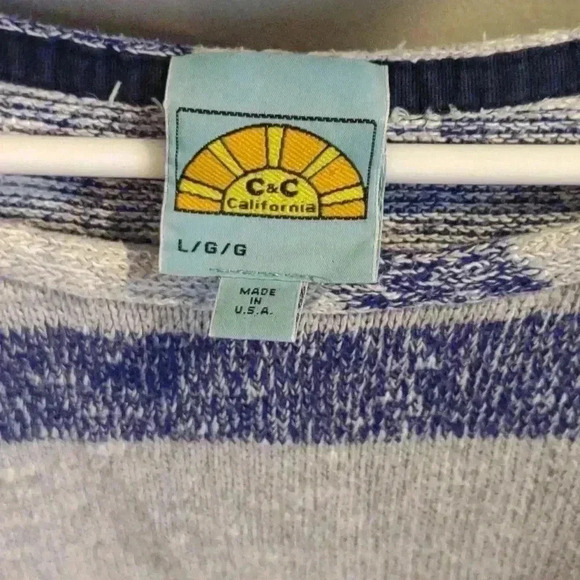 C&C
California
L/G/G
MADE
IN
U.S.A.